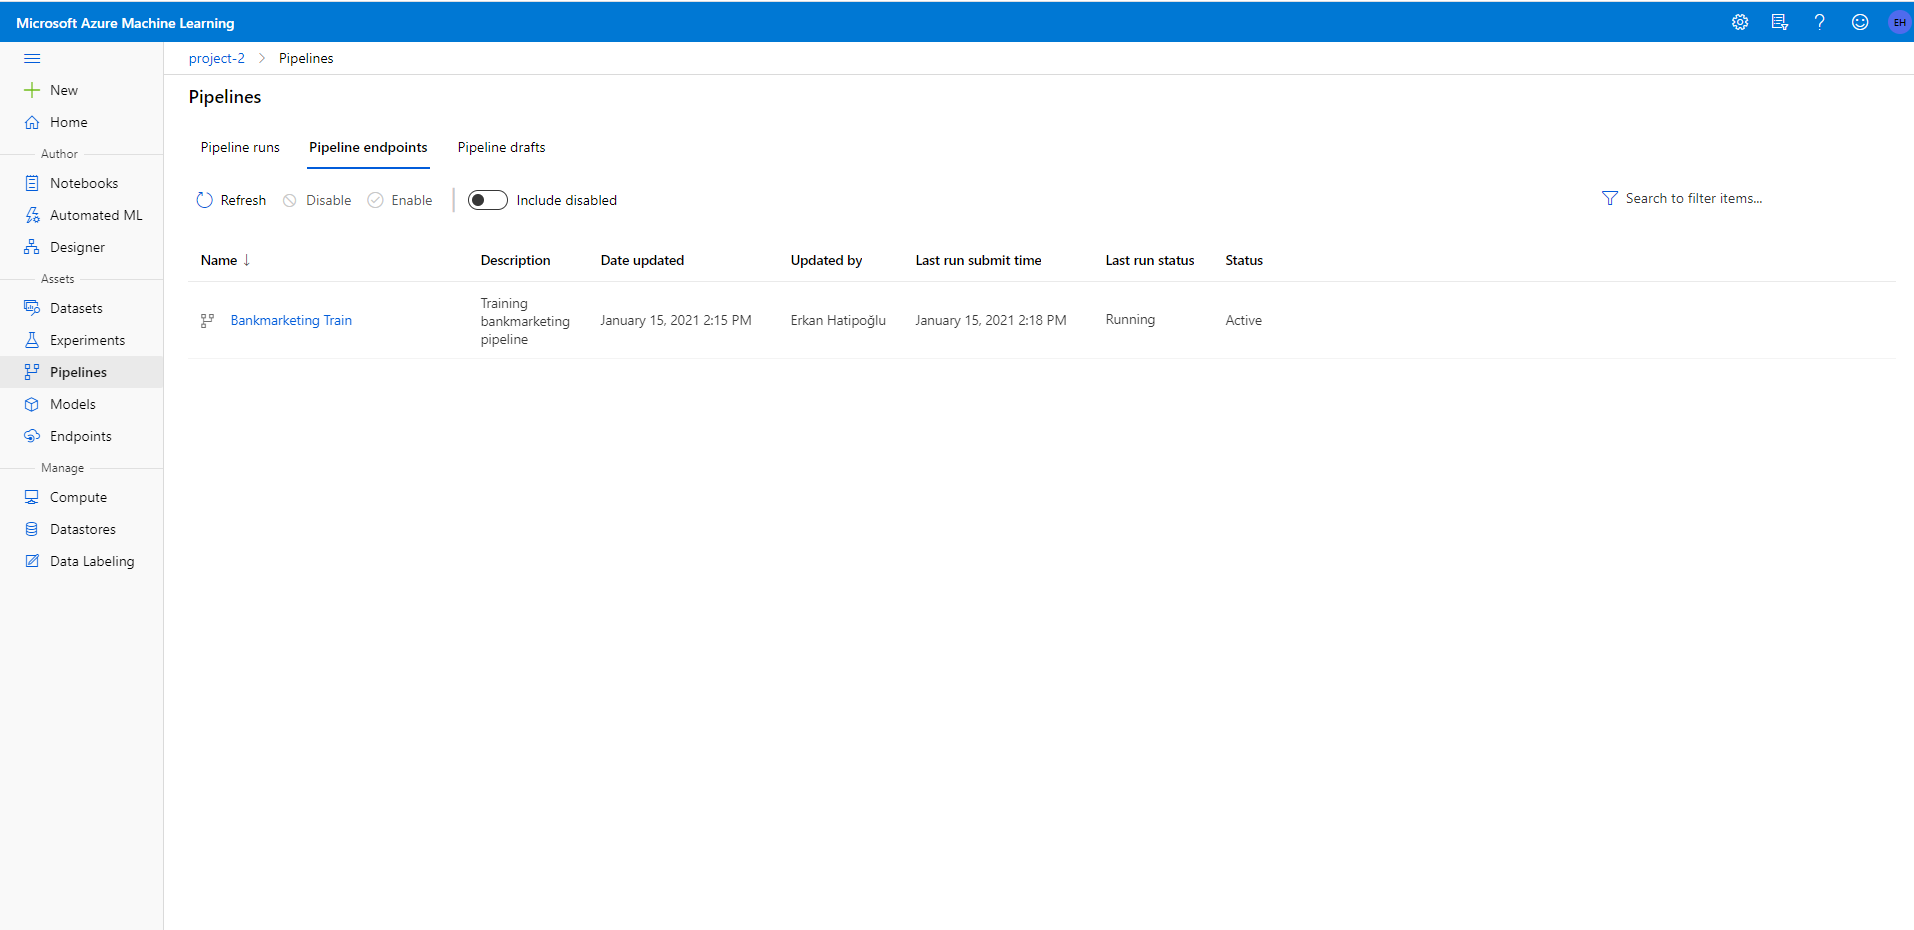 Microsoft Azure Machine Learning
EH
project-2 > Pipelines
New
Home
Author
Notebooks
Automated ML
Designer
Assets
Datasets
Experiments
Pipelines
Models
Endpoints
Manage
Compute
Datastores
Data Labeling
Pipelines
Pipeline runs Pipeline endpoints Pipeline drafts
Refresh Disable Enable Include disabled Search to filter items...
Name ↓ Description Date updated Updated by Last run submit time Last run status Status
Bankmarketing Train
Training
bankmarketing
pipeline
January 15, 2021 2:15 PM Erkan Hatipoğlu January 15, 2021 2:18 PM Running Active